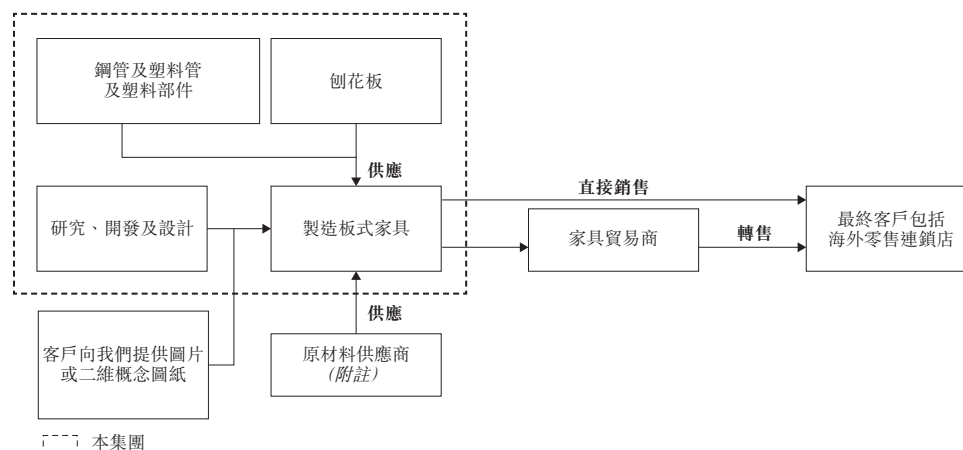 鋼管及塑料管
及塑料部件
刨花板
供應
直接銷售
研究、開發及設計
製造板式家具
家具貿易商
轉售
最終客戶包括
海外零售連鎖店
供應
客戶向我們提供圖片
或二維概念圖紙
原材料供應商
(附註)
本集團